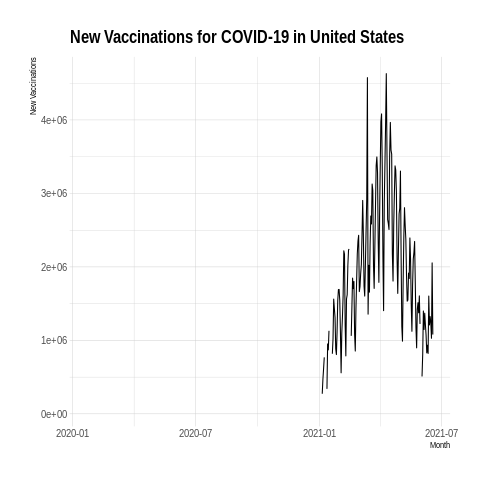 New Vaccinations for COVID-19 in United States
New Vaccinations
4e+06
3e+06
2e+06
1e+06
0e+00
2020-01
2020-07
2021-01
2021-07
Month